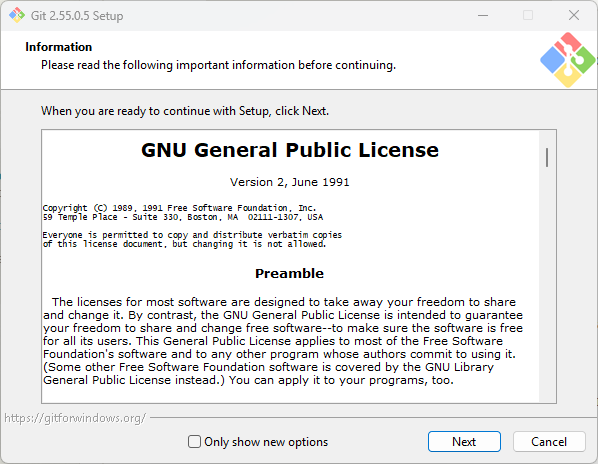 Git 2.55.0.5 Setup
Information
Please read the following important information before continuing.
When you are ready to continue with Setup, click Next.
GNU General Public License
Version 2, June 1991
Copyright (C) 1989, 1991 Free Software Foundation, Inc.
59 Temple Place - Suite 330, Boston, MA  02111-1307, USA
Everyone is permitted to copy and distribute verbatim copies
of this license document, but changing it is not allowed.
Preamble
The licenses for most software are designed to take away your freedom to share
and change it. By contrast, the GNU General Public License is intended to guarantee
your freedom to share and change free software--to make sure the software is free
for all its users. This General Public License applies to most of the Free Software
Foundation's software and to any other program whose authors commit to using it.
(Some other Free Software Foundation software is covered by the GNU Library
General Public License instead.) You can apply it to your programs, too.
https://gitforwindows.org/
Only show new options
Next
Cancel